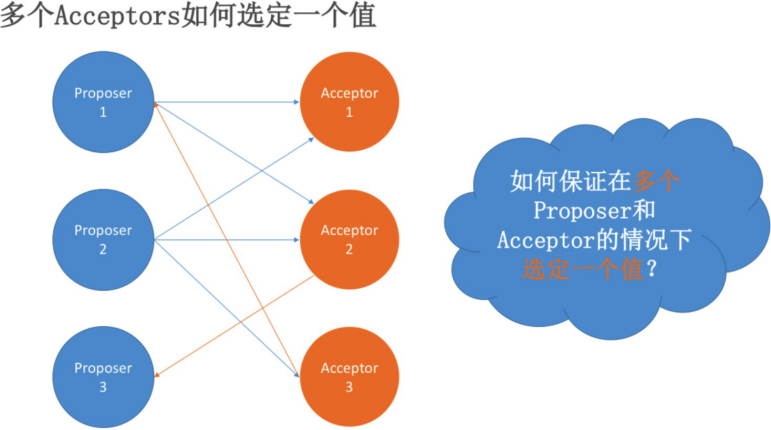 多个Acceptors如何选定一个值
Proposer
1
Acceptor
1
Proposer
2
Acceptor
2
Proposer
3
Acceptor
3
如何保证在多个
Proposer和
Acceptor的情况下
选定一个值?